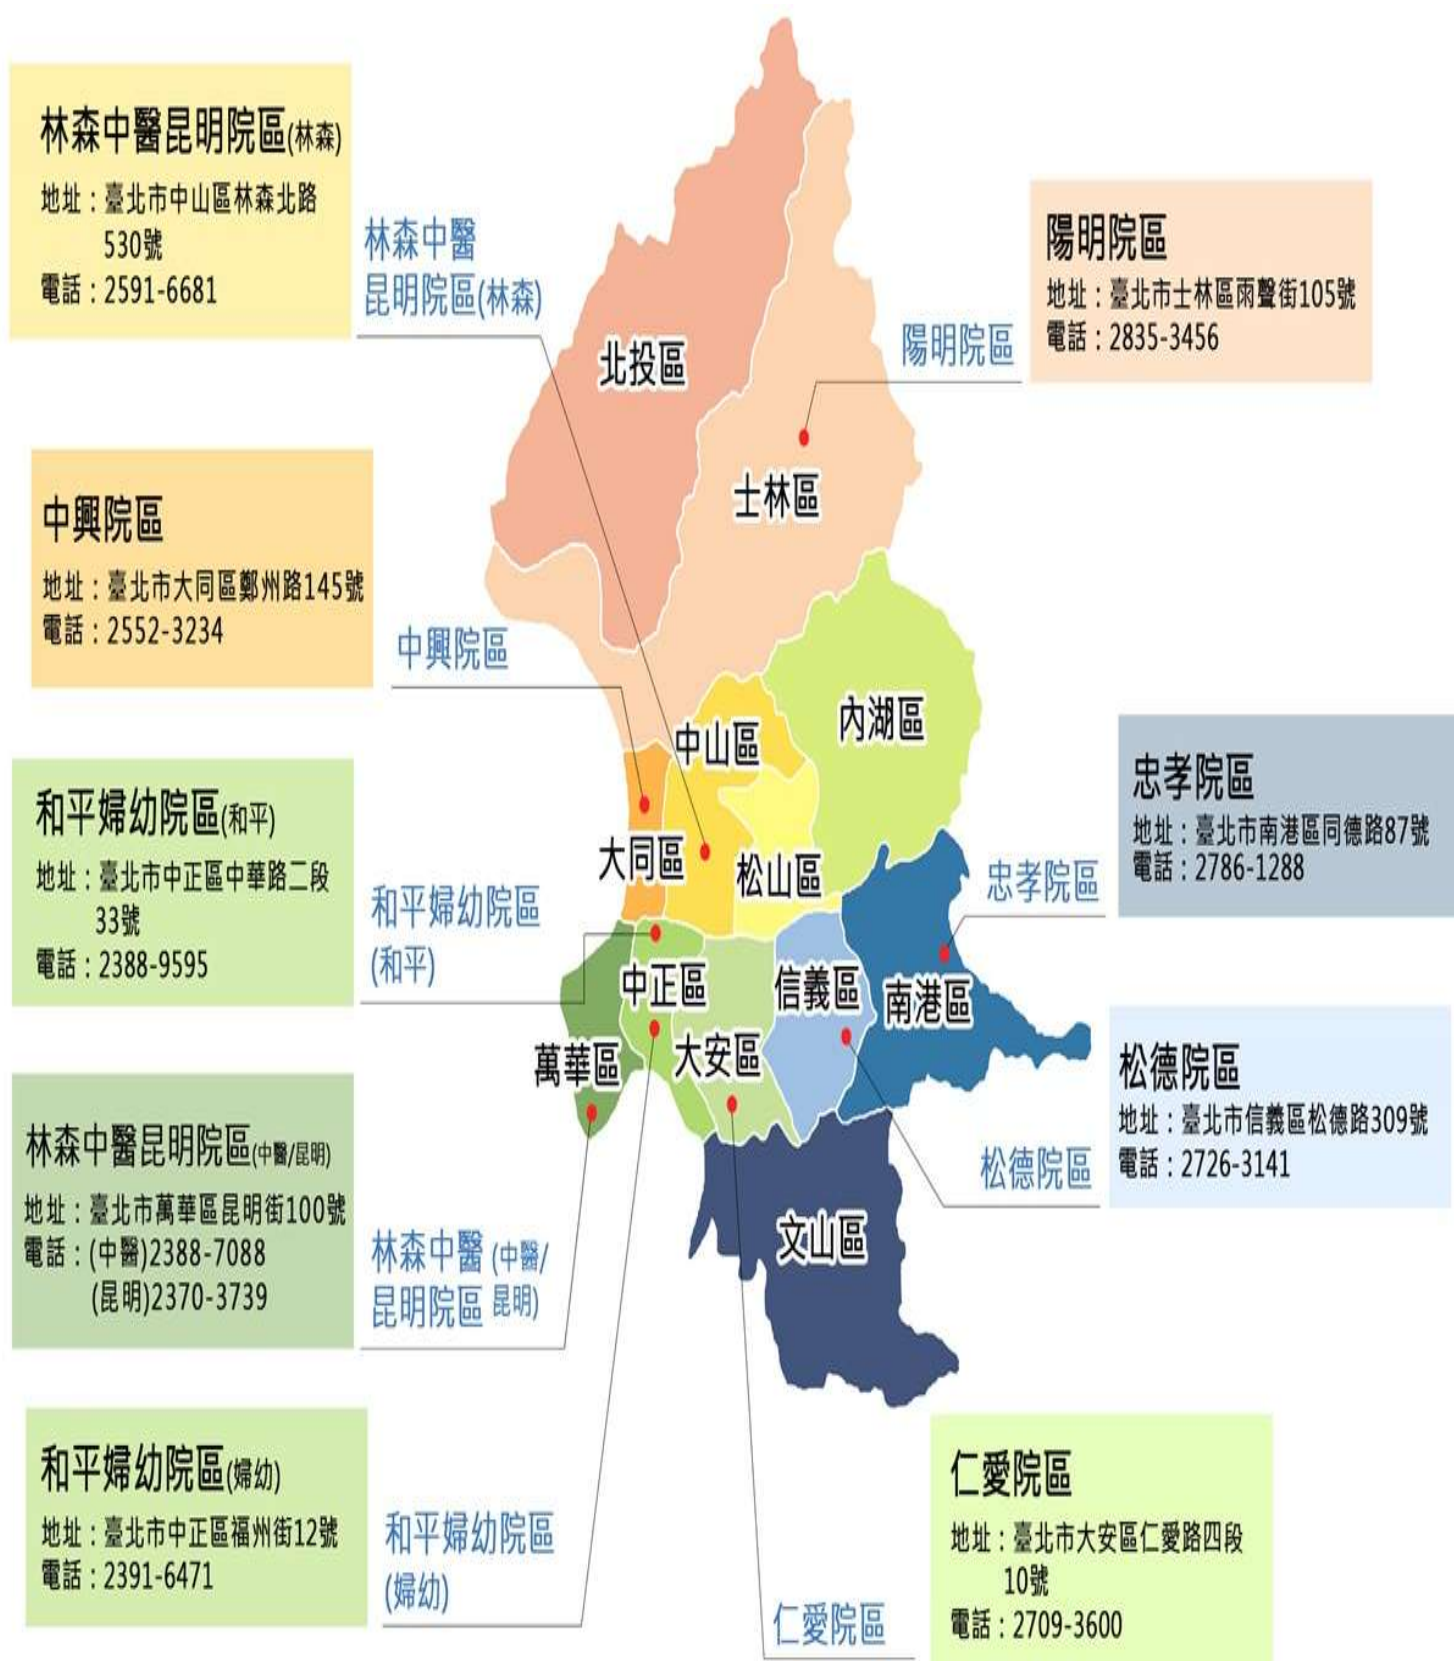 林森中醫昆明院區(林森)
地址：臺北市中山區林森北路
530號
電話：2591-6681
林森中醫
昆明院區(林森)
陽明院區
地址：臺北市士林區雨聲街105號
電話：2835-3456
陽明院區
北投區
士林區
中興院區
地址：臺北市大同區鄭州路145號
電話：2552-3234
中興院區
中山區
內湖區
大同區
松山區
和平婦幼院區(和平)
地址：臺北市中正區中華路二段
33號
電話：2388-9595
和平婦幼院區
(和平)
忠孝院區
地址：臺北市南港區同德路87號
電話：2786-1288
忠孝院區
中正區
信義區
南港區
萬華區
大安區
松德院區
地址：臺北市信義區松德路309號
電話：2726-3141
松德院區
林森中醫昆明院區(中醫/昆明)
地址：臺北市萬華區昆明街100號
電話：(中醫)2388-7088
(昆明)2370-3739
林森中醫 (中醫/
昆明院區 昆明)
文山區
和平婦幼院區(婦幼)
地址：臺北市中正區福州街12號
電話：2391-6471
和平婦幼院區
(婦幼)
仁愛院區
仁愛院區
地址：臺北市大安區仁愛路四段
10號
電話：2709-3600